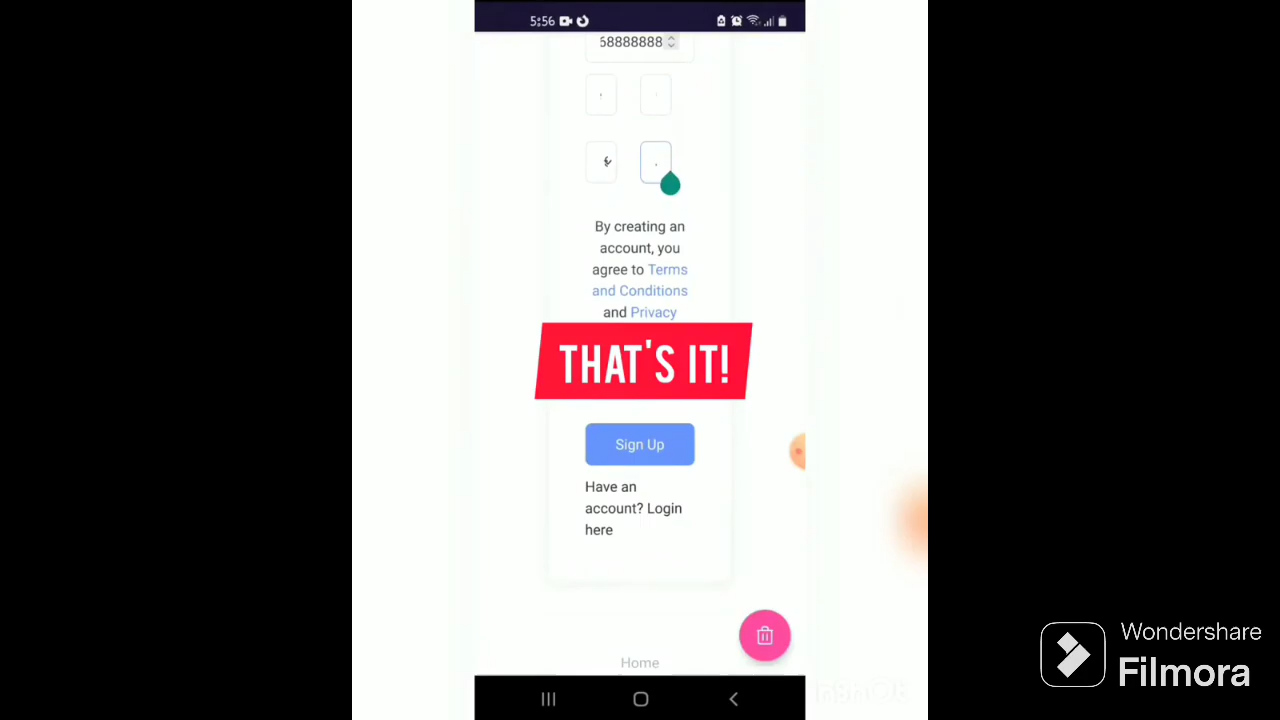 5:56
68888888
By creating an
account, you
agree to Terms
and Conditions
and Privacy
THAT'S IT!
Sign Up
Have an
account? Login
here
Home
Wondershare
Filmora